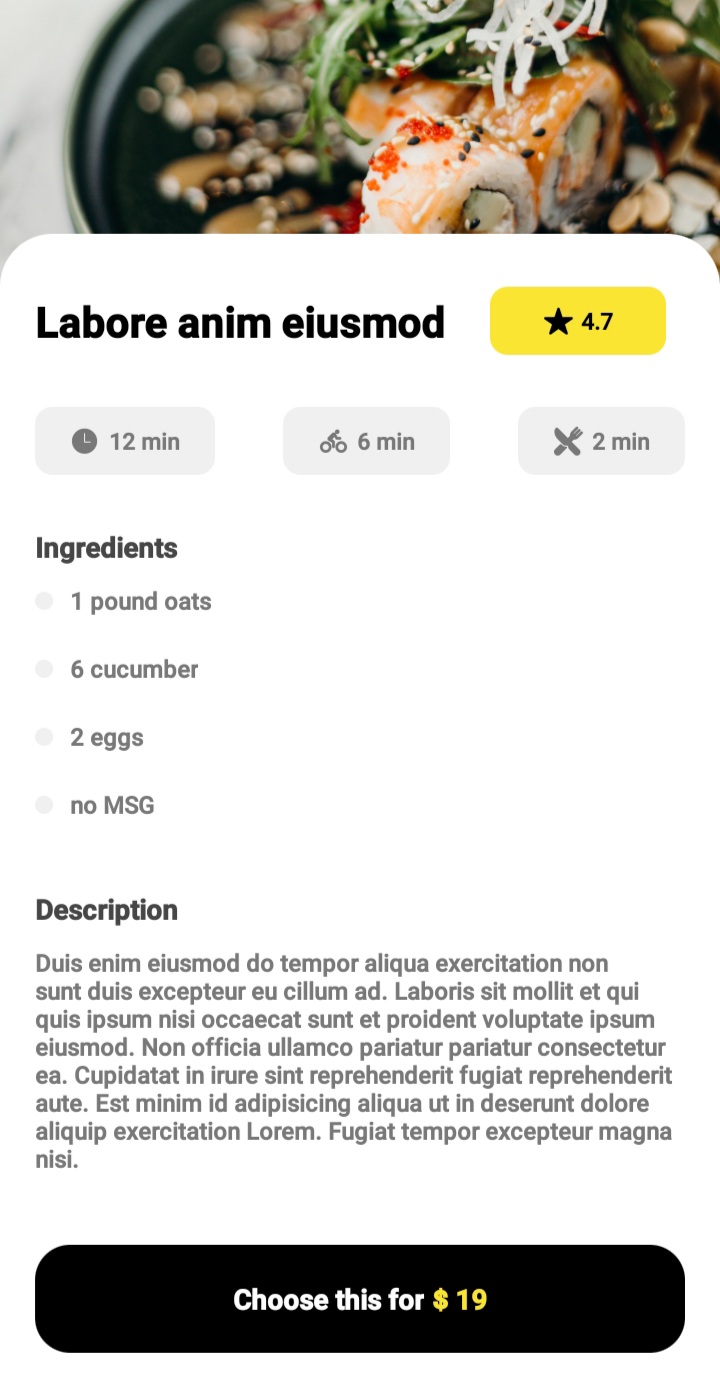 Labore anim eiusmod
4.7
12 min
6 min
2 min
Ingredients
1 pound oats
6 cucumber
2 eggs
no MSG
Description
Duis enim eiusmod do tempor aliqua exercitation non
sunt duis excepteur eu cillum ad. Laboris sit mollit et qui
quis ipsum nisi occaecat sunt et proident voluptate ipsum
eiusmod. Non officia ullamco pariatur pariatur consectetur
ea. Cupidatat in irure sint reprehenderit fugiat reprehenderit
aute. Est minim id adipisicing aliqua ut in deserunt dolore
aliquip exercitation Lorem. Fugiat tempor excepteur magna
nisi.
Choose this for $ 19